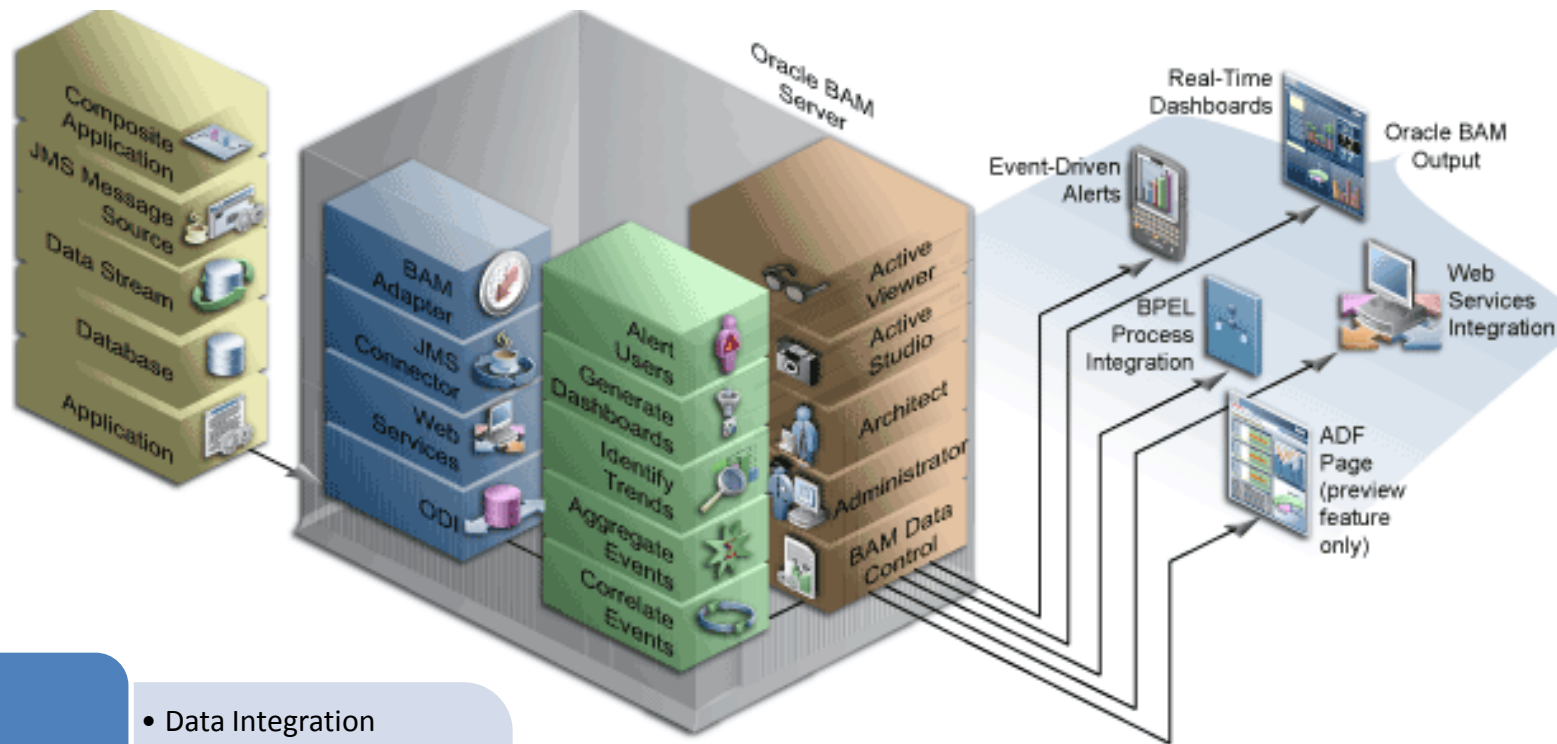 Composite
Application
JMS Message
Source
Data Stream
Database
Application
Oracle BAM
Server
BAM
Adapter
JMS
Connector
Web
Services
ODI
Alert
Users
Generate
Dashboards
Identify
Trends
Aggregate
Events
Correlate
Events
Active
Viewer
Active
Studio
Architect
Administrator
BAM Data
Control
Event-Driven
Alerts
Real-Time
Dashboards
Oracle BAM
Output
BPEL
Process
Integration
Web
Services
Integration
ADF
Page
(preview
feature
only)
• Data Integration